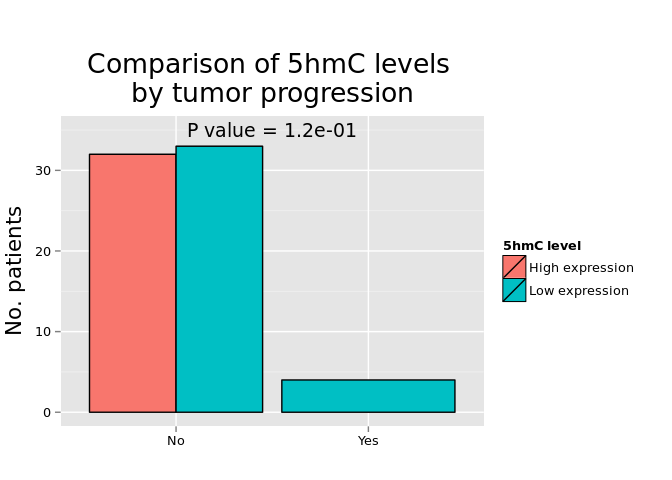 Comparison of 5hmC levels
by tumor progression
P value = 1.2e-01
No. patients
30
20
10
0
No
Yes
5hmC level
High expression
Low expression